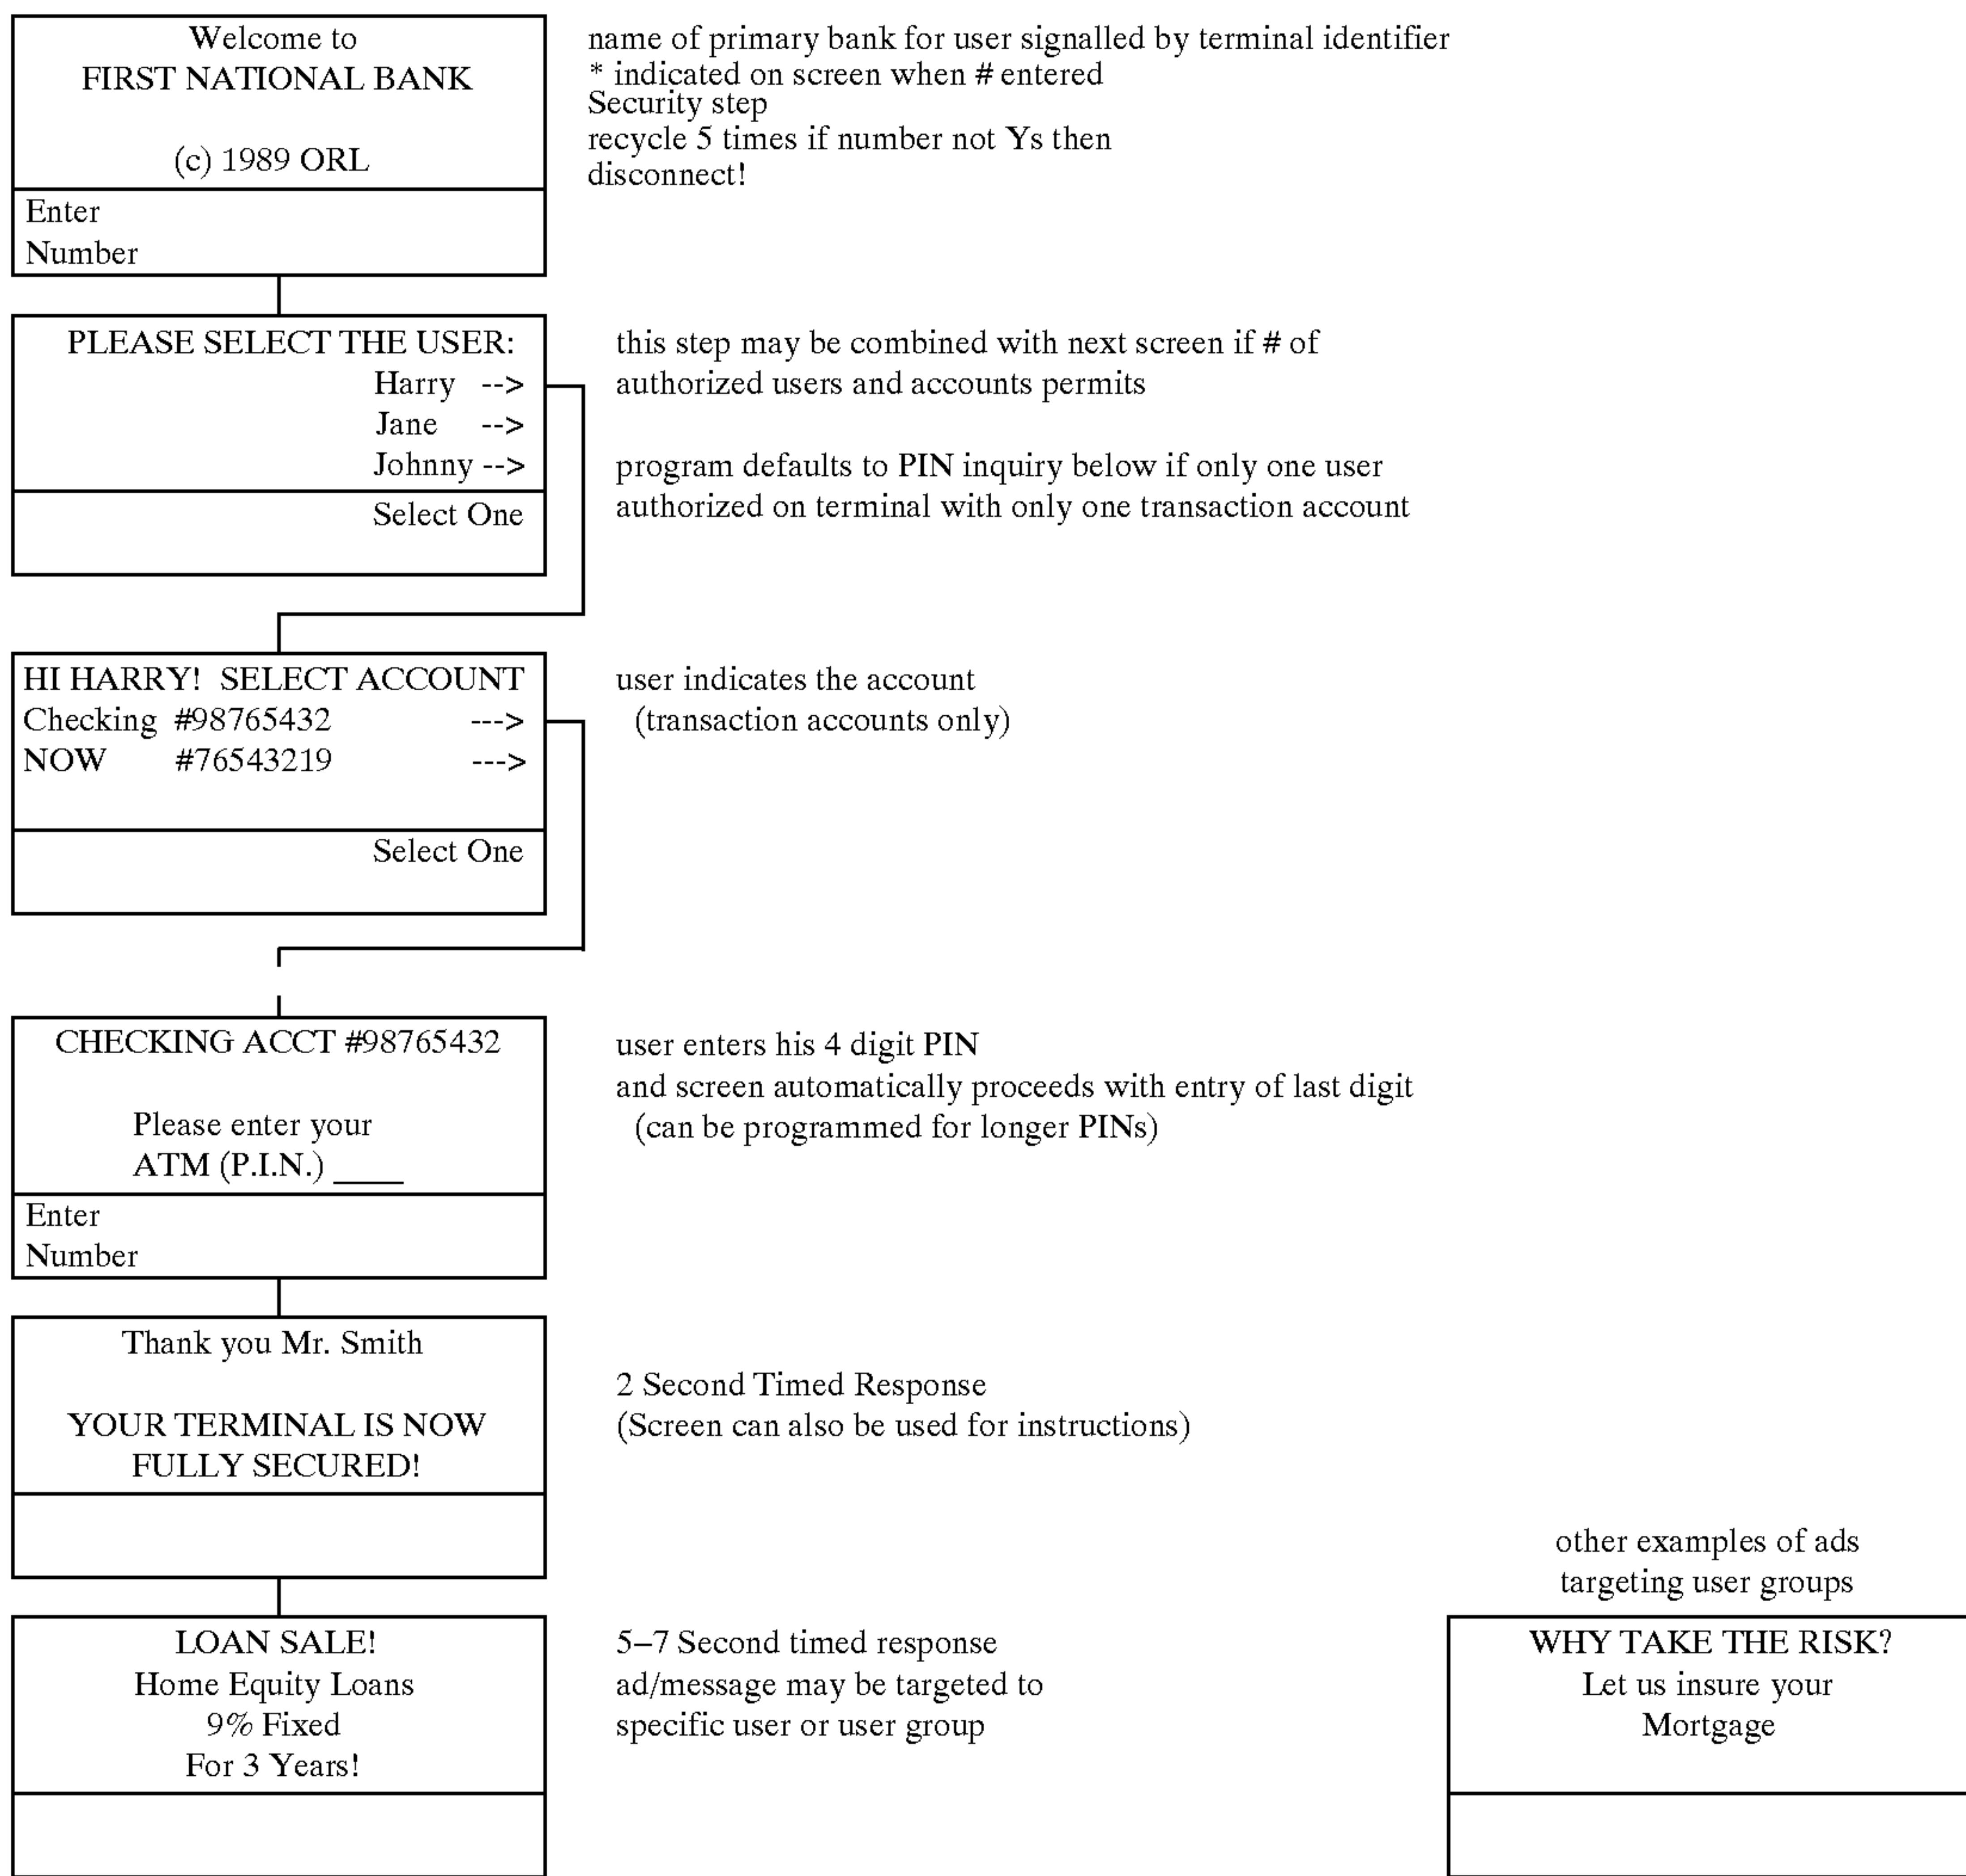 Welcome to
FIRST NATIONAL BANK
(c) 1989 ORL
Enter
Number
name of primary bank for user signalled by terminal identifier
* indicated on screen when # entered
Security step
recycle 5 times if number not Ys then
disconnect!
PLEASE SELECT THE USER:
Harry -->
Jane -->
Johnny -->
Select One
this step may be combined with next screen if # of
authorized users and accounts permits
program defaults to PIN inquiry below if only one user
authorized on terminal with only one transaction account
HI HARRY! SELECT ACCOUNT
Checking #98765432 --->
NOW #76543219 --->
Select One
user indicates the account
(transaction accounts only)
CHECKING ACCT #98765432
Please enter your
ATM (P.I.N.) ____
Enter
Number
user enters his 4 digit PIN
and screen automatically proceeds with entry of last digit
(can be programmed for longer PINs)
Thank you Mr. Smith
YOUR TERMINAL IS NOW
FULLY SECURED!
2 Second Timed Response
(Screen can also be used for instructions)
LOAN SALE!
Home Equity Loans
9% Fixed
For 3 Years!
5–7 Second timed response
ad/message may be targeted to
specific user or user group
other examples of ads
targeting user groups
WHY TAKE THE RISK?
Let us insure your
Mortgage